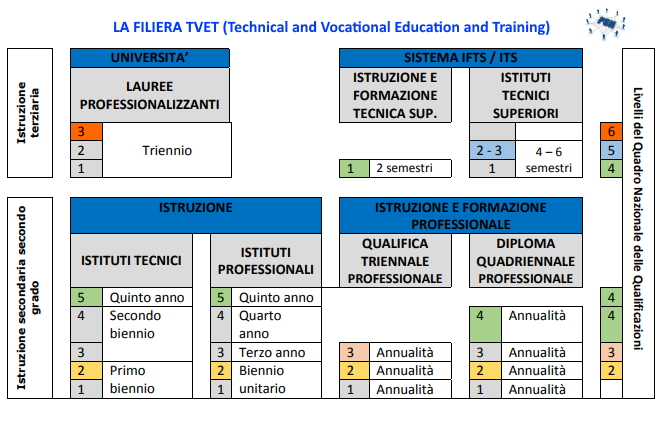 LA FILIERA TVET (Technical and Vocational Education and Training)
UNIVERSITA’
SISTEMA IFTS / ITS
LAUREE
PROFESSIONALIZZANTI
ISTRUZIONE E
FORMAZIONE
TECNICA SUP.
ISTITUTI
TECNICI
SUPERIORI
Istruzione
terziaria
3
2
1
Triennio
1
2 semestri
2 - 3
1
4 – 6
semestri
6
5
4
Livelli del Quadro Nazionale delle Qualificazioni
ISTRUZIONE
ISTRUZIONE E FORMAZIONE
PROFESSIONALE
ISTITUTI TECNICI
ISTITUTI
PROFESSIONALI
QUALIFICA
TRIENNALE
PROFESSIONALE
DIPLOMA
QUADRIENNALE
PROFESSIONALE
Istruzione secondaria secondo
grado
5 Quinto anno
4 Secondo
biennio
3
2 Primo
biennio
1
5 Quinto anno
4 Quarto
anno
3 Terzo anno
2 Biennio
unitario
1
3 Annualità
2 Annualità
1 Annualità
4 Annualità
3 Annualità
2 Annualità
1 Annualità
4
4
3
2